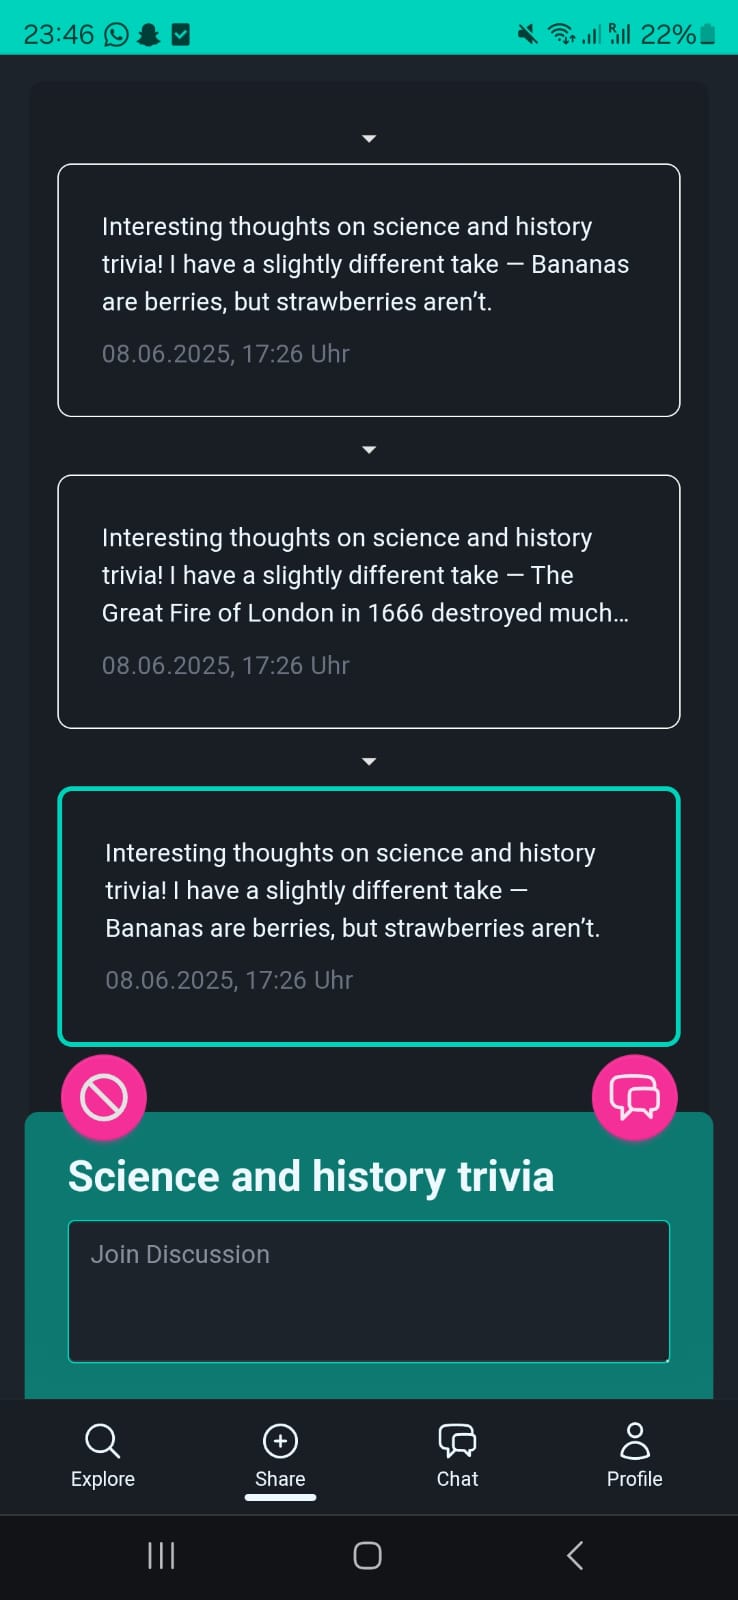 23:46
22%
Interesting thoughts on science and history
trivia! I have a slightly different take — Bananas
are berries, but strawberries aren’t.
08.06.2025, 17:26 Uhr
Interesting thoughts on science and history
trivia! I have a slightly different take — The
Great Fire of London in 1666 destroyed much…
08.06.2025, 17:26 Uhr
Interesting thoughts on science and history
trivia! I have a slightly different take —
Bananas are berries, but strawberries aren’t.
08.06.2025, 17:26 Uhr
Science and history trivia
Join Discussion
Explore Share Chat Profile